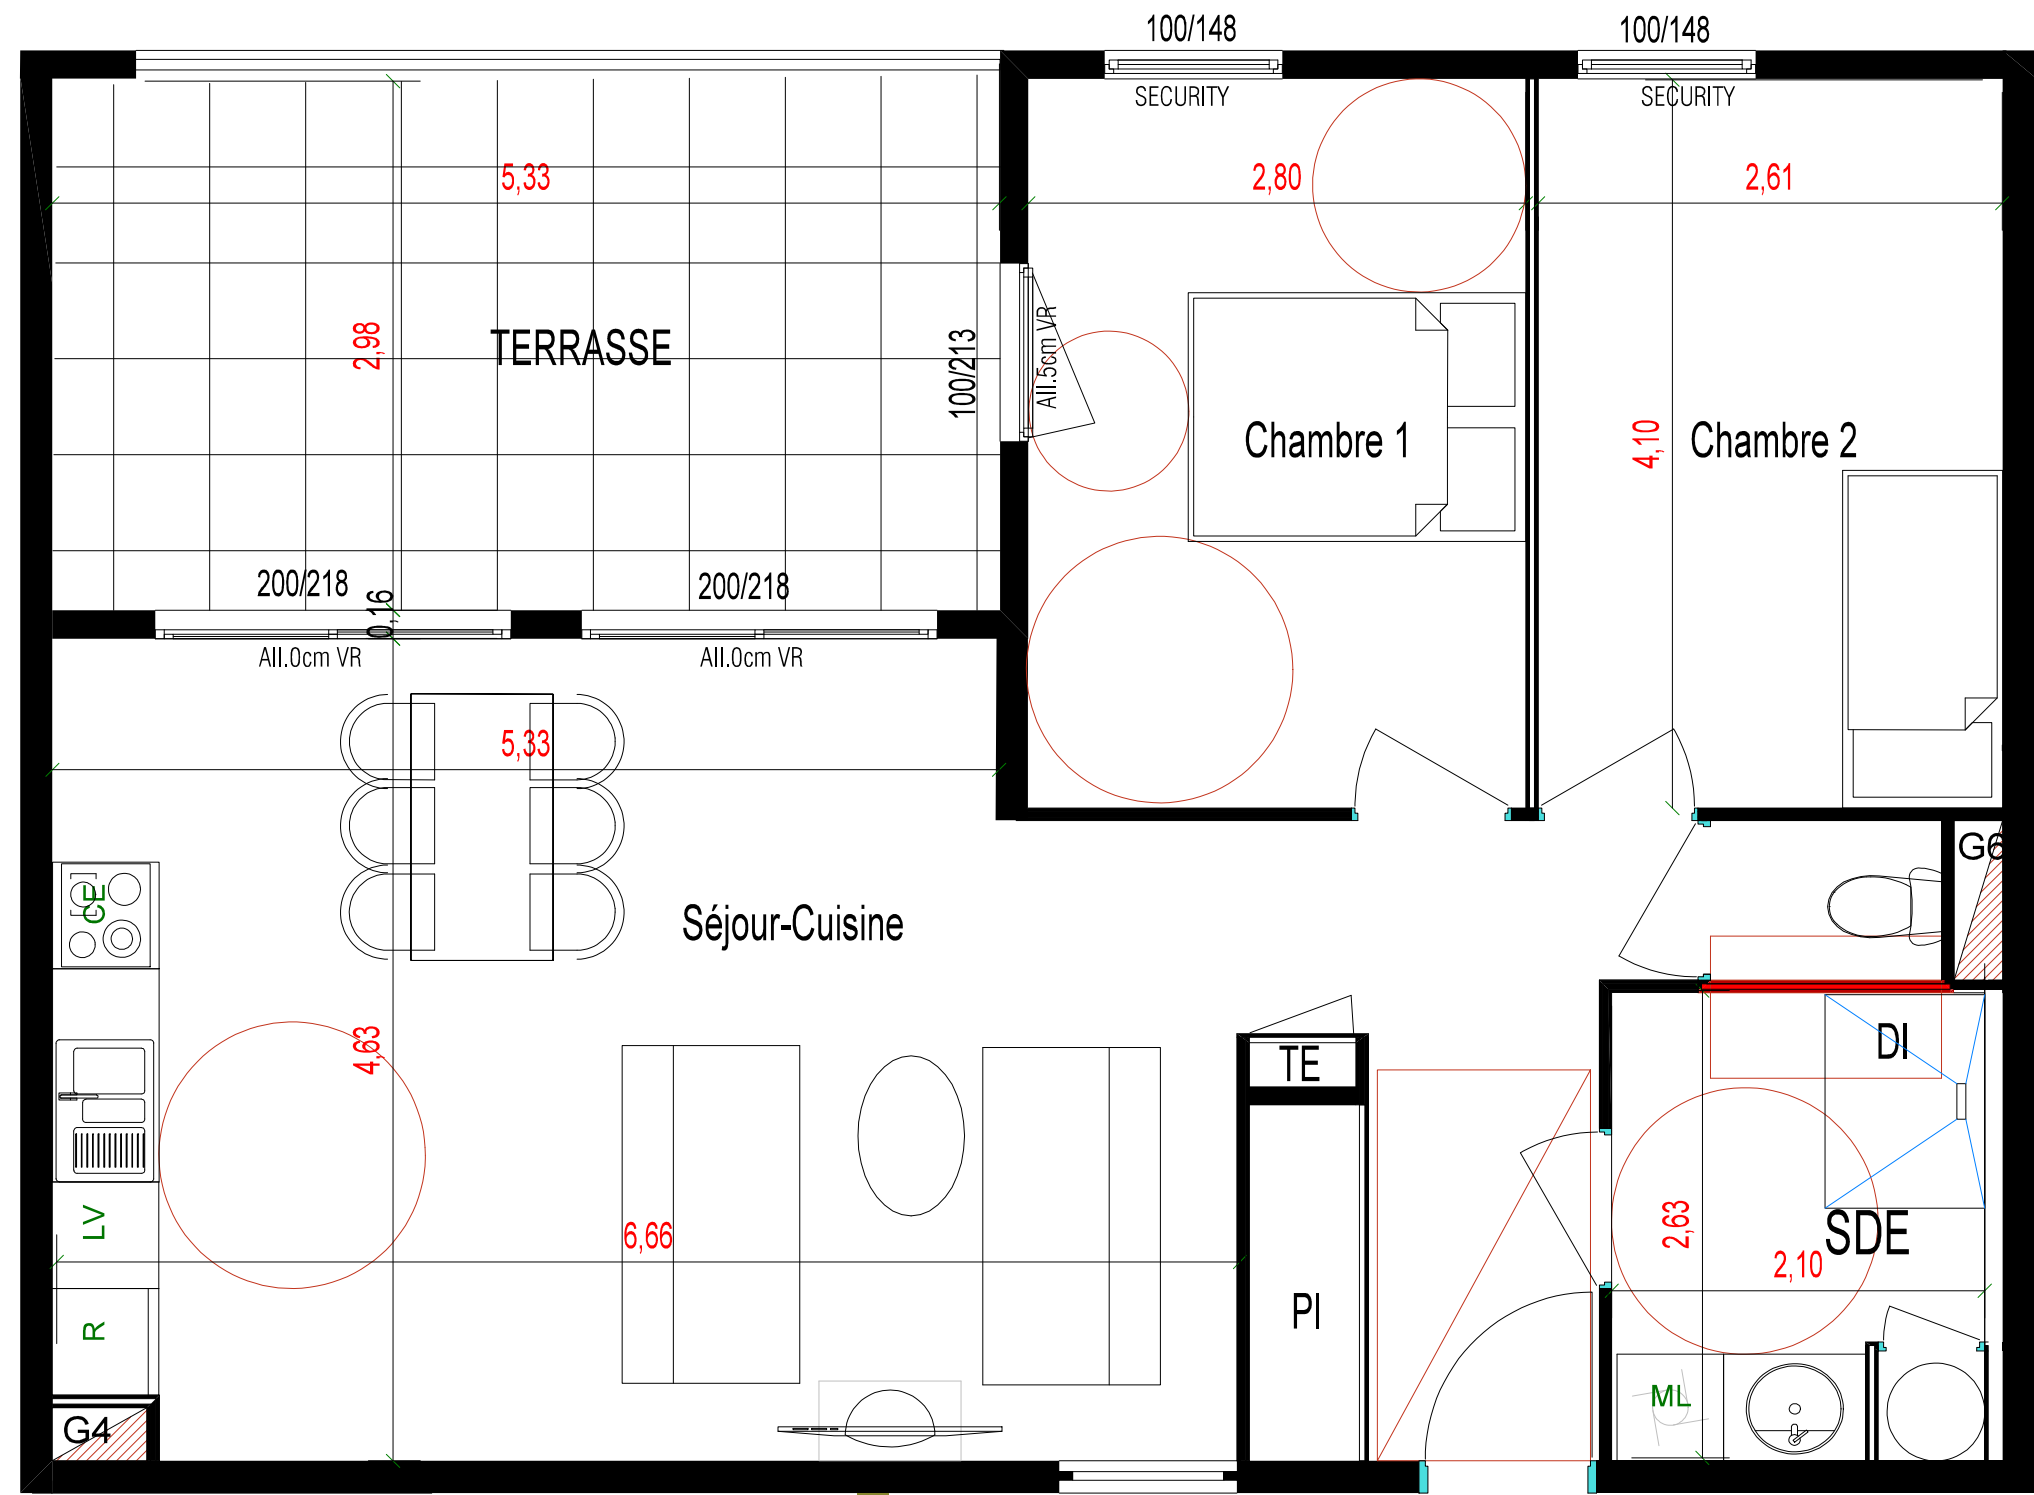 100/148
100/148
SECURITY
SECURITY
5,33
2,80
2,61
2,98
TERRASSE
100/213
All.5cm VR
Chambre 1
4,10
Chambre 2
200/218
0,16
200/218
All.0cm VR
All.0cm VR
5,33
CE
Séjour-Cuisine
G6
4,63
TE
DI
LV
6,66
2,63
SDE
2,10
R
PI
ML
G4